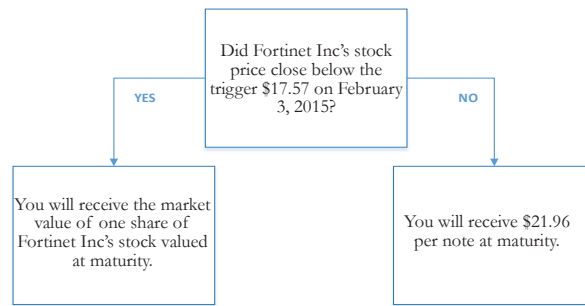 Did Fortinet Inc's stock
price close below the
trigger $17.57 on February
3, 2015?
YES
NO
You will receive the market
value of one share of
Fortinet Inc's stock valued
at maturity.
You will receive $21.96
per note at maturity.